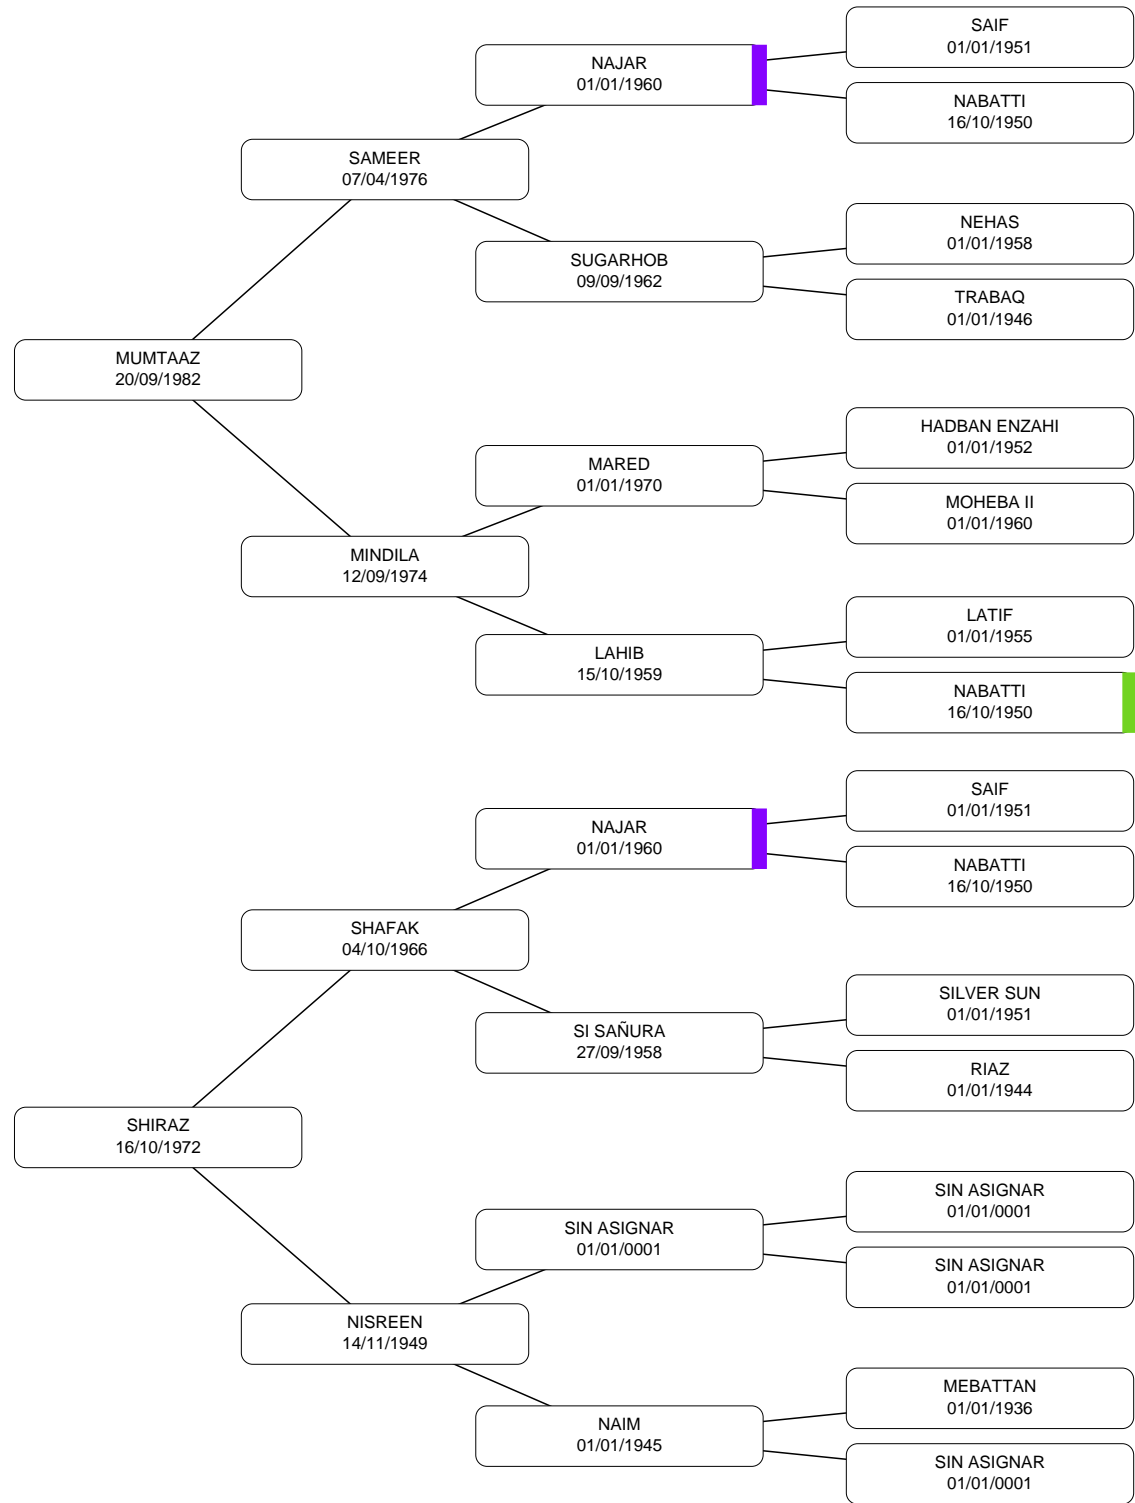 SAIF
01/01/1951
NAJAR
01/01/1960
NABATTI
16/10/1950
SAMEER
07/04/1976
NEHAS
01/01/1958
SUGARHOB
09/09/1962
TRABAQ
01/01/1946
MUMTAAZ
20/09/1982
HADBAN ENZAHI
01/01/1952
MARED
01/01/1970
MOHEBA II
01/01/1960
MINDILA
12/09/1974
LATIF
01/01/1955
LAHIB
15/10/1959
NABATTI
16/10/1950
SAIF
01/01/1951
NAJAR
01/01/1960
NABATTI
16/10/1950
SHAFAK
04/10/1966
SILVER SUN
01/01/1951
SI SAÑURA
27/09/1958
RIAZ
01/01/1944
SHIRAZ
16/10/1972
SIN ASIGNAR
01/01/0001
SIN ASIGNAR
01/01/0001
SIN ASIGNAR
01/01/0001
NISREEN
14/11/1949
MEBATTAN
01/01/1936
NAIM
01/01/1945
SIN ASIGNAR
01/01/0001